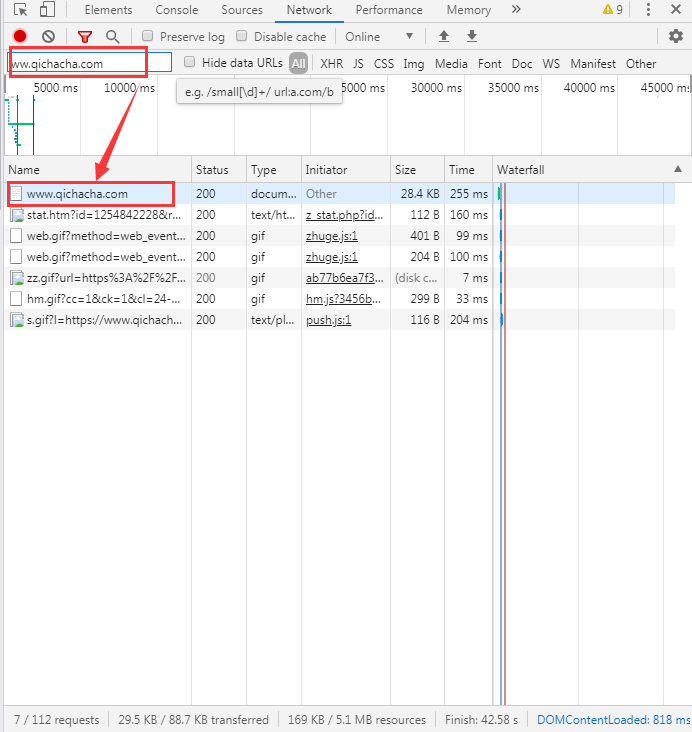 Elements Console Sources Network Performance Memory » 9
Preserve log Disable cache Online ▼
ww.qichacha.com Hide data URLs All XHR JS CSS Img Media Font Doc WS Manifest Other
5000 ms 10000 ms 25000 ms 30000 ms 35000 ms 40000 ms 45000 ms
e.g. /small[\d]+/ url:a.com/b
Name Status Type Initiator Size Time Waterfall ▲
www.qichacha.com 200 docum... Other 28.4 KB 255 ms
stat.htm?id=1254842228&r... 200 text/ht... z_stat.php?id... 112 B 160 ms
web.gif?method=web_event... 200 gif zhuge.js:1 401 B 99 ms
web.gif?method=web_event... 200 gif zhuge.js:1 204 B 100 ms
zz.gif?url=https%3A%2F%2F... 200 gif ab77b6ea7f3... (disk c... 7 ms
hm.gif?cc=1&ck=1&cl=24-... 200 gif hm.js?3456b... 299 B 33 ms
s.gif?l=https://www.qichach... 200 text/pl... push.js:1 116 B 204 ms
7 / 112 requests 29.5 KB / 88.7 KB transferred 169 KB / 5.1 MB resources Finish: 42.58 s DOMContentLoaded: 818 ms